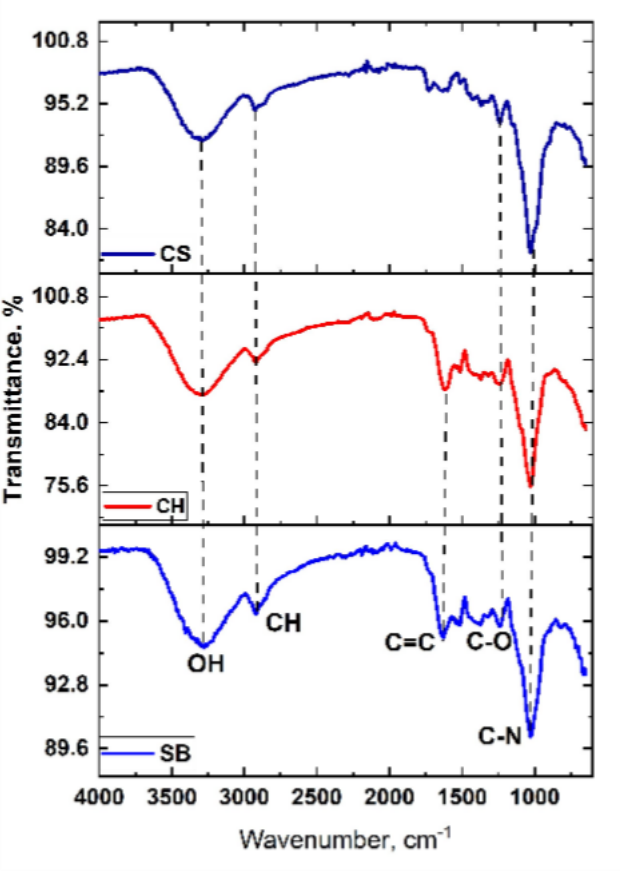 100.8
95.2
89.6
84.0
CS
100.8
92.4
84.0
75.6
CH
Transmittance. %
99.2
96.0
92.8
89.6
CH
OH
C=C
C-O
C-N
SB
4000 3500 3000 2500 2000 1500 1000
Wavenumber, cm⁻¹